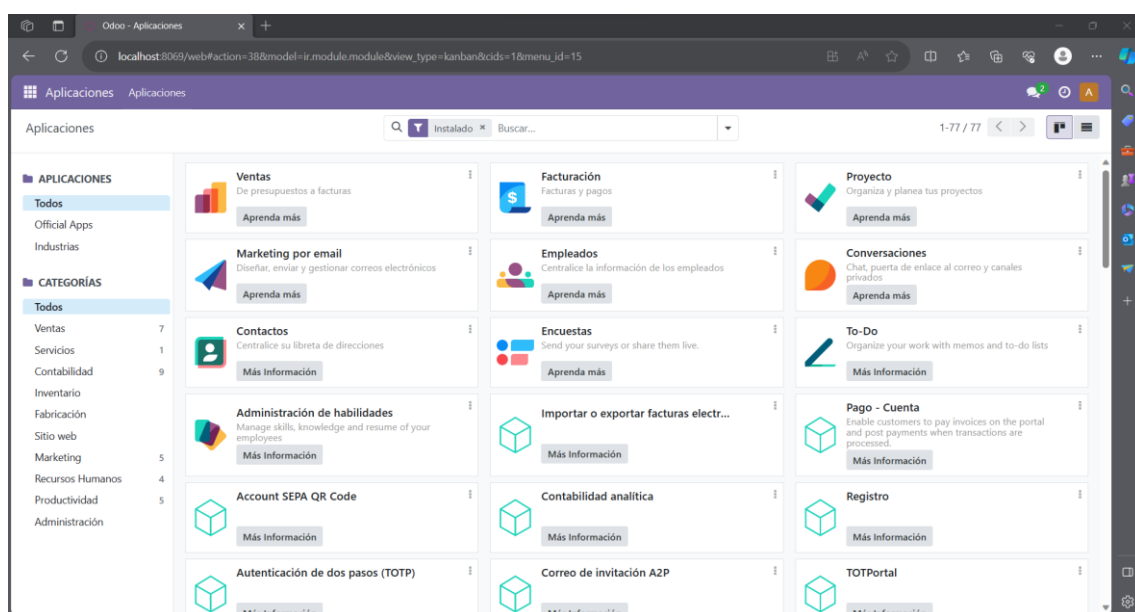 Odoo - Aplicaciones
localhost:8069/web#action=38&model=ir.module.module&view_type=kanban&cids=1&menu_id=15
Aplicaciones Aplicaciones
2
A
Aplicaciones
Instalado × Buscar...
1-77 / 77
APLICACIONES
Todos
Official Apps
Industrias
CATEGORÍAS
Todos
Ventas 7
Servicios 1
Contabilidad 9
Inventario
Fabricación
Sitio web
Marketing 5
Recursos Humanos 4
Productividad 5
Administración
Ventas
De presupuestos a facturas
Aprenda más
Facturación
Facturas y pagos
Aprenda más
Proyecto
Organiza y planea tus proyectos
Aprenda más
Marketing por email
Diseñar, enviar y gestionar correos electrónicos
Aprenda más
Empleados
Centralice la información de los empleados
Aprenda más
Conversaciones
Chat, puerta de enlace al correo y canales
privados
Aprenda más
Contactos
Centralice su libreta de direcciones
Más Información
Encuestas
Send your surveys or share them live.
Aprenda más
To-Do
Organize your work with memos and to-do lists
Más Información
Administración de habilidades
Manage skills, knowledge and resume of your
employees
Más Información
Importar o exportar facturas electr...
Más Información
Pago - Cuenta
Enable customers to pay invoices on the portal
and post payments when transactions are
processed.
Más Información
Account SEPA QR Code
Más Información
Contabilidad analítica
Más Información
Registro
Más Información
Autenticación de dos pasos (TOTP)
Correo de invitación A2P
TOTPortal